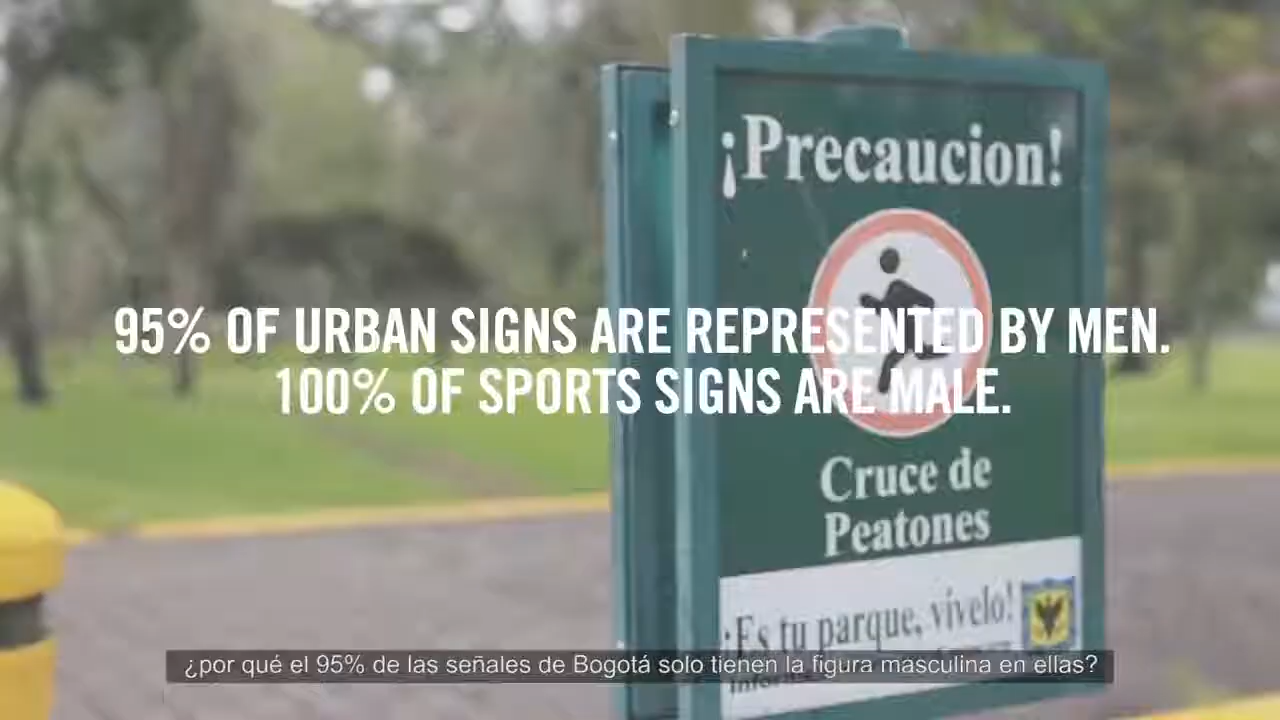 ¡Precaucion!
95% OF URBAN SIGNS ARE REPRESENTED BY MEN.
100% OF SPORTS SIGNS ARE MALE.
Cruce de
Peatones
¡Es tu parque, vívelo!
¿por qué el 95% de las señales de Bogotá solo tienen la figura masculina en ellas?